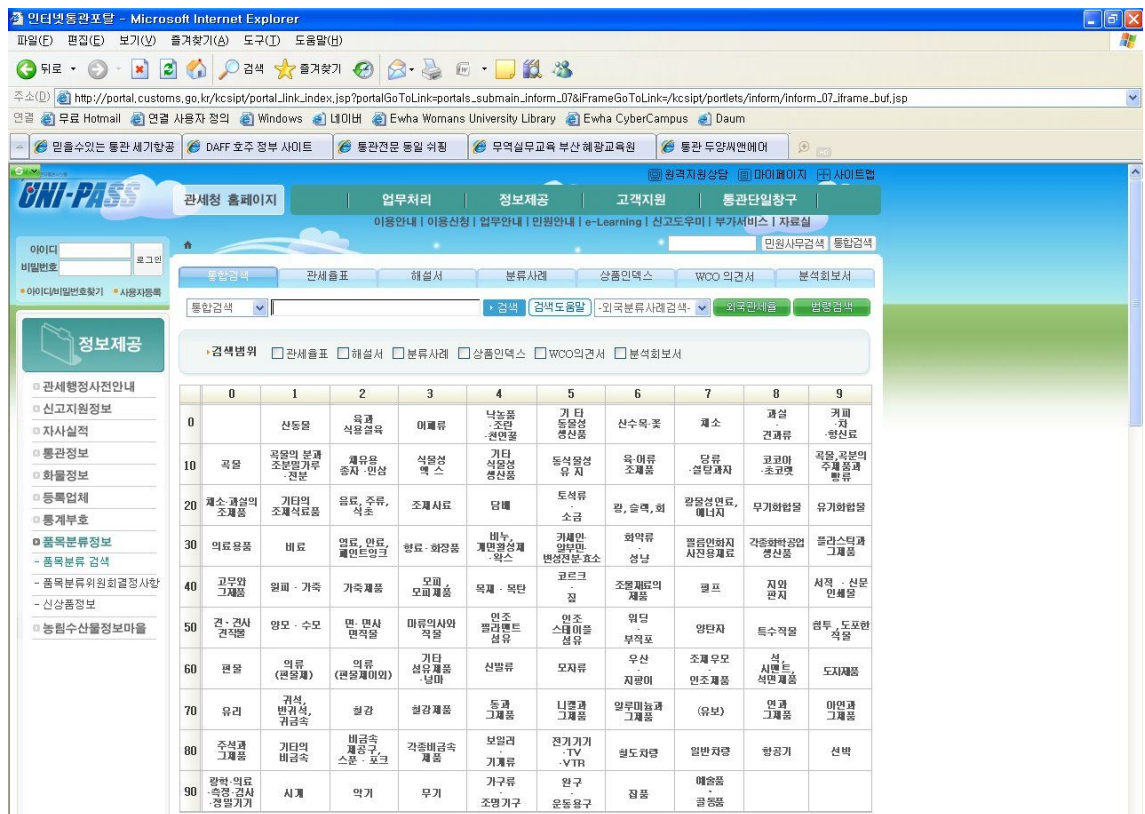 인터넷통관포탈 - Microsoft Internet Explorer
파일(F) 편집(E) 보기(V) 즐겨찾기(A) 도구(T) 도움말(H)
뒤로 검색 즐겨찾기
주소(D) http://portal.customs.go.kr/kcsipt/portal_link_index.jsp?portalGoToLink=portals_submain_inform_07&iFrameGoToLink=/kcsipt/portlets/inform/inform_07_iframe_buf.jsp
연결 무료 Hotmail 연결 사용자 정의 Windows 네이버 Ewha Womans University Library Ewha CyberCampus Daum
믿을수있는 통관 세기항공 DAFF 호주 정부 사이트 통관전문 동일 쉬핑 무역실무교육 부산 혜광교육원 통관 두양씨앤에어
원격지원상담 마이페이지 사이트맵
UNI-PASS 관세청 홈페이지 업무처리 정보제공 고객지원 통관단일창구
이용안내 | 이용신청 | 업무안내 | 민원안내 | e-Learning | 신고도우미 | 부가서비스 | 자료실
민원사무검색 통합검색
아이디
비밀번호
로그인
아이디/비밀번호찾기 사용자등록
통합검색 관세율표 해설서 분류사례 상품인덱스 WCO 의견서 분석회보서
통합검색 검색 검색도움말 -외국분류사례검색- 외국관세율 법령검색
검색범위 관세율표 해설서 분류사례 상품인덱스 WCO의견서 분석회보서
정보제공
관세행정사전안내
신고지원정보
자사실적
통관정보
화물정보
등록업체
통계부호
품목분류정보
- 품목분류 검색
- 품목분류위원회결정사항
- 신상품정보
농림수산물정보마을
0 1 2 3 4 5 6 7 8 9
0 산동물 육과 식용설육 어패류 낙농품 ·조란 ·천연꿀 기 타 동물성 생산품 산수목·꽃 채소 과실 · 견과류 커피 ·차 ·향신료
10 곡물 곡물의 분과 조분밀가루 ·전분 채유용 종자 ·인삼 식물성 엑 스 기타 식물성 생산품 동식물성 유 지 육·어류 조제품 당류 ·설탕과자 코코아 ·초코렛 곡물,곡분의 주제품과 빵류
20 채소·과실의 조제품 기타의 조제식료품 음료, 주류, 식초 조제사료 담배 토석류 · 소금 광, 슬랙, 회 광물성연료, 에너지 무기화합물 유기화합물
30 의료용품 비료 염료, 안료, 페인트잉크 향료 · 화장품 비누, 계면활성제 ·왁스 카세인· 알부민· 변성전분·효소 화약류 · 성냥 필름인화지 사진용재료 각종화학공업 생산품 플라스틱과 그제품
40 고무와 그제품 원피 · 가죽 가죽제품 모피, 모피제품 목재 · 목탄 코르크 · 짚 조물재료의 제품 펄프 지와 판지 서적 · 신문 인쇄물
50 견 · 견사 견직물 양모 · 수모 면· 면사 면직물 마류의사와 직물 인조 필라멘트 섬유 인조 스테이플 섬유 워딩 · 부직포 양탄자 특수직물 침투 , 도포한 직물
60 편물 의류 (편물제) 의류 (편물제이외) 기타 섬유제품 ·넝마 신발류 모자류 우산 · 지팡이 조제우모 · 인조제품 석, 시멘트, 석면제품 도자제품
70 유리 귀석, 반귀석, 귀금속 철강 철강제품 동과 그제품 니켈과 그제품 알루미늄과 그제품 (유보) 연과 그제품 아연과 그제품
80 주석과 그제품 기타의 비금속 비금속 제공구, 스푼 · 포크 각종비금속 제품 보일러 · 기계류 전기기기 ·TV ·VTR 철도차량 일반차량 항공기 선박
90 광학·의료 ·측정·검사 ·정밀기기 시계 악기 무기 가구류 · 조명기구 완구 · 운동용구 잡품 예술품 · 골동품